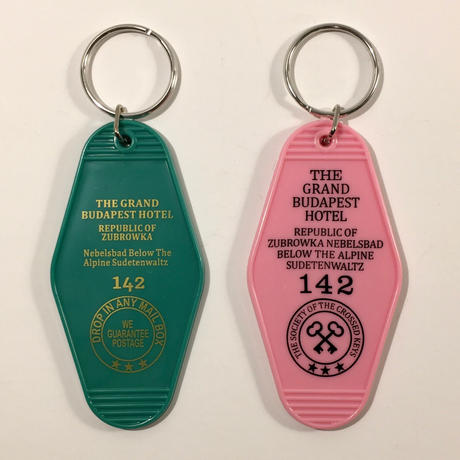 THE GRAND
BUDAPEST HOTEL
REPUBLIC OF
ZUBROWKA
Nebelsbad Below The
Alpine Sudetenwaltz
142
DROP IN ANY MAIL BOX
WE
GUARANTEE
POSTAGE
THE
GRAND
BUDAPEST
HOTEL
REPUBLIC OF
ZUBROWKA NEBELSBAD
BELOW THE ALPINE
SUDETENWALTZ
142
THE SOCIETY OF THE CROSSED KEYS